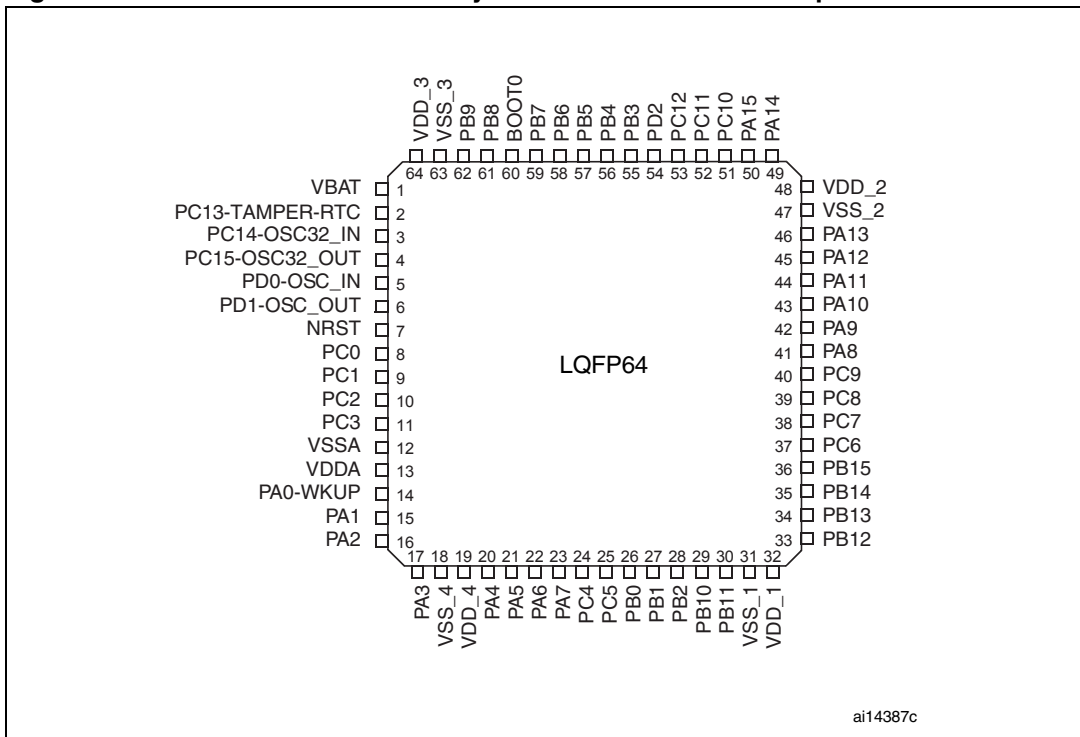 VDD_3
VSS_3
PB9
PB8
BOOT0
PB7
PB6
PB5
PB4
PB3
PD2
PC12
PC11
PC10
PA15
PA14
64 63 62 61 60 59 58 57 56 55 54 53 52 51 50 49
VBAT 1
PC13-TAMPER-RTC 2
PC14-OSC32_IN 3
PC15-OSC32_OUT 4
PD0-OSC_IN 5
PD1-OSC_OUT 6
NRST 7
PC0 8
PC1 9
PC2 10
PC3 11
VSSA 12
VDDA 13
PA0-WKUP 14
PA1 15
PA2 16
LQFP64
48 VDD_2
47 VSS_2
46 PA13
45 PA12
44 PA11
43 PA10
42 PA9
41 PA8
40 PC9
39 PC8
38 PC7
37 PC6
36 PB15
35 PB14
34 PB13
33 PB12
17 18 19 20 21 22 23 24 25 26 27 28 29 30 31 32
PA3
VSS_4
VDD_4
PA4
PA5
PA6
PA7
PC4
PC5
PB0
PB1
PB2
PB10
PB11
VSS_1
VDD_1
ai14387c